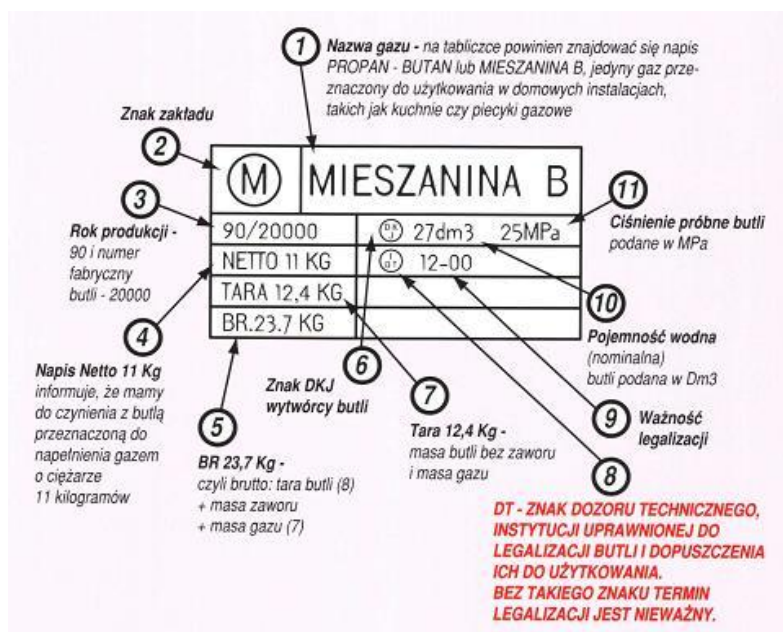 1 Nazwa gazu - na tabliczce powinien znajdować się napis
PROPAN - BUTAN lub MIESZANINA B, jedyny gaz prze-
znaczony do użytkowania w domowych instalacjach,
takich jak kuchnie czy piecyki gazowe
Znak zakładu
2
M MIESZANINA B
3
Rok produkcji -
90 i numer
fabryczny
butli - 20000
90/20000 DKJ 27dm3 25MPa
NETTO 11 KG DT 12-00
TARA 12,4 KG
BR.23.7 KG
11
Ciśnienie próbne butli
podane w MPa
4
Napis Netto 11 Kg
informuje, że mamy
do czynienia z butlą
przeznaczoną do
napełnienia gazem
o ciężarze
11 kilogramów
5
BR 23,7 Kg -
czyli brutto: tara butli (8)
+ masa zaworu
+ masa gazu (7)
6
Znak DKJ
wytwórcy butli
7
Tara 12,4 Kg -
masa butli bez zaworu
i masa gazu
10
Pojemność wodna
(nominalna)
butli podana w Dm3
9 Ważność
legalizacji
8
DT - ZNAK DOZORU TECHNICZNEGO,
INSTYTUCJI UPRAWNIONEJ DO
LEGALIZACJI BUTLI I DOPUSZCZENIA
ICH DO UŻYTKOWANIA.
BEZ TAKIEGO ZNAKU TERMIN
LEGALIZACJI JEST NIEWAŻNY.